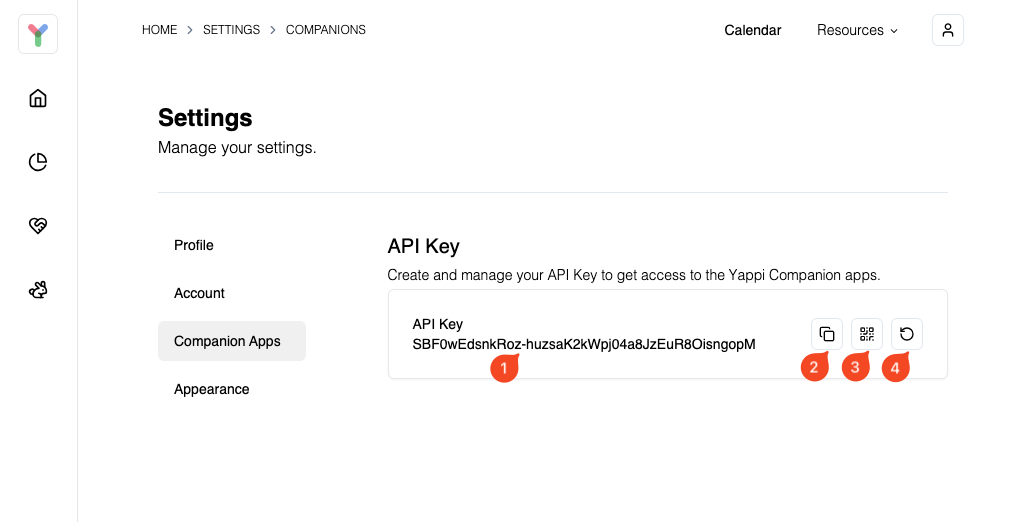 HOME > SETTINGS > COMPANIONS
Calendar
Resources
Settings
Manage your settings.
Profile
Account
Companion Apps
Appearance
API Key
Create and manage your API Key to get access to the Yappi Companion apps.
API Key
SBF0wEdsnkRoz-huzsaK2kWpj04a8JzEuR8OisngopM
1
2
3
4